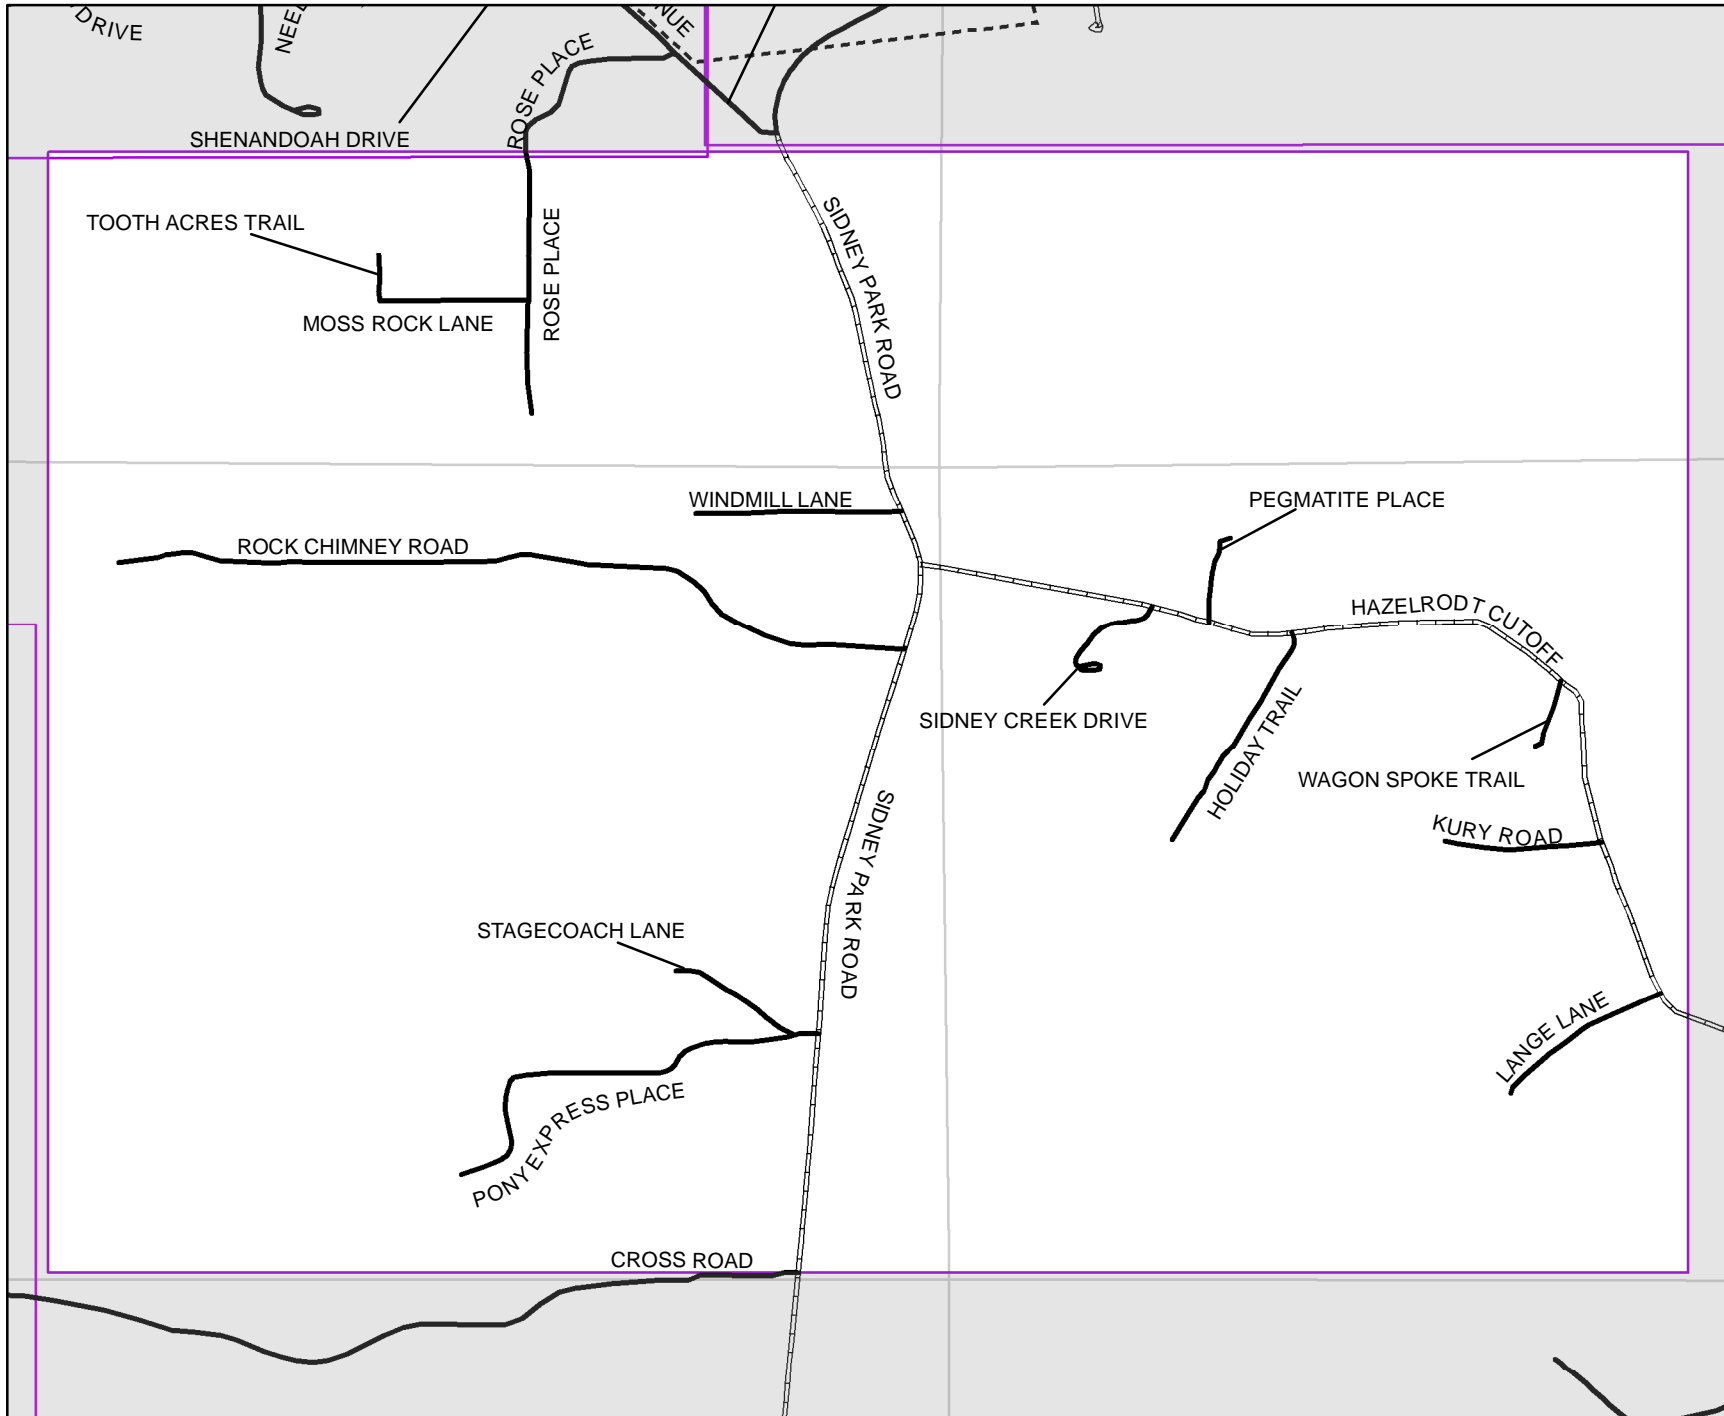 DRIVE
SHENANDOAH DRIVE
ROSE PLACE
TOOTH ACRES TRAIL
MOSS ROCK LANE
ROSE PLACE
SIDNEY PARK ROAD
WINDMILL LANE
PEGMATITE PLACE
ROCK CHIMNEY ROAD
HAZELRODT CUTOFF
SIDNEY CREEK DRIVE
HOLIDAY TRAIL
WAGON SPOKE TRAIL
KURY ROAD
SIDNEY PARK ROAD
STAGECOACH LANE
LANGE LANE
PONY EXPRESS PLACE
CROSS ROAD